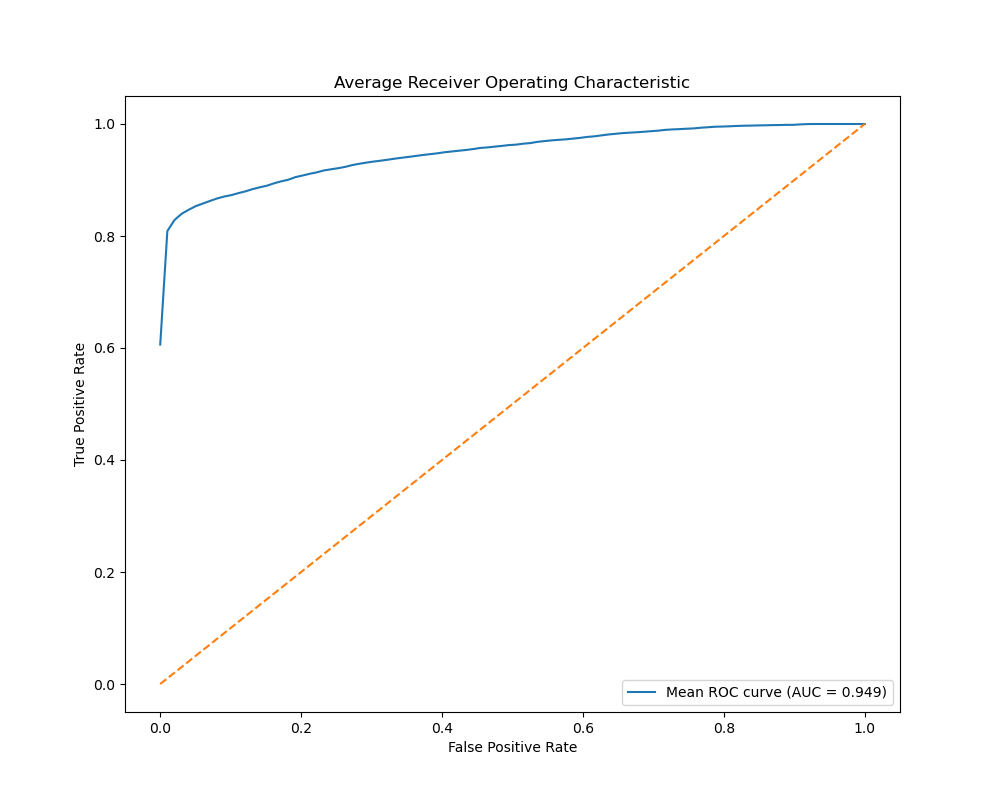 Average Receiver Operating Characteristic
1.0
0.8
0.6
0.4
0.2
0.0
True Positive Rate
Mean ROC curve (AUC = 0.949)
0.0 0.2 0.4 0.6 0.8 1.0
False Positive Rate